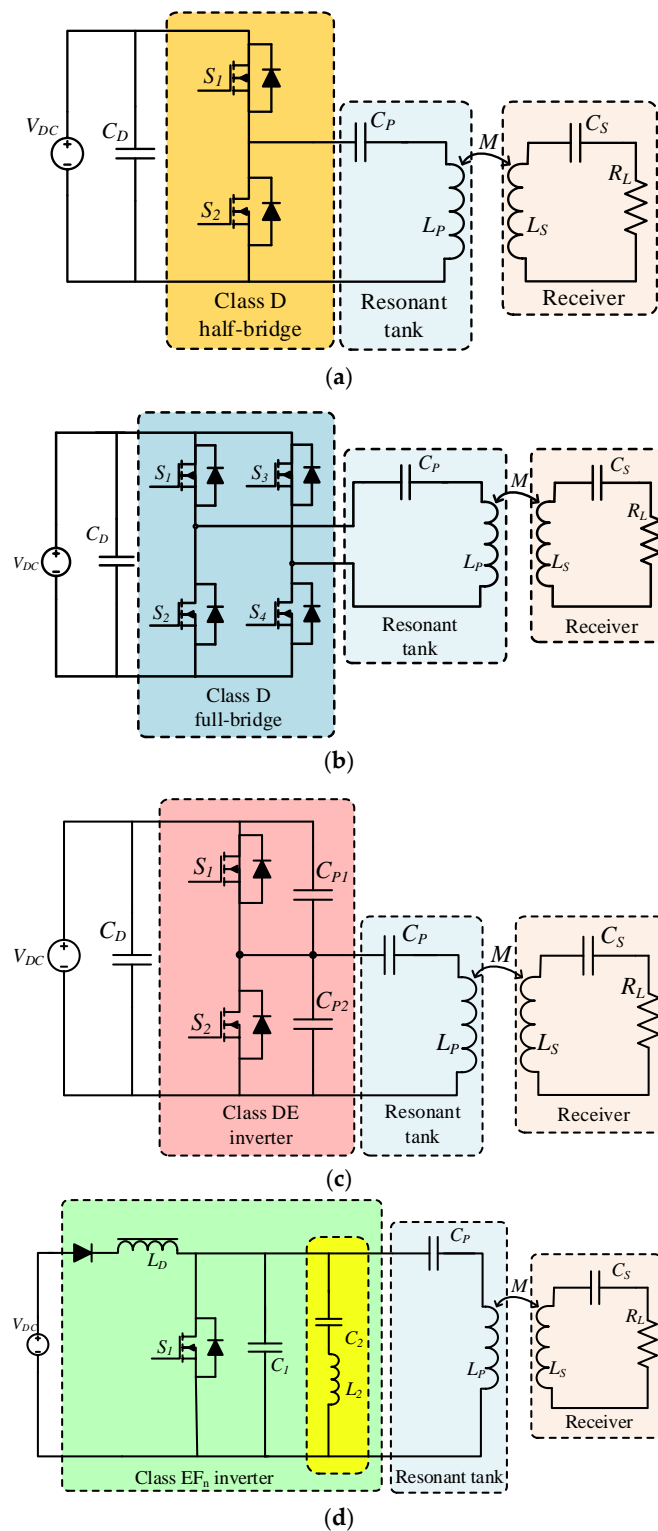 V_DC
C_D
S_1
S_2
C_P
M
C_S
R_L
L_P
L_S
Class D
half-bridge
Resonant
tank
Receiver
(a)
V_DC
C_D
S_1
S_3
S_2
S_4
C_P
M
C_S
R_L
L_P
L_S
Class D
full-bridge
Resonant
tank
Receiver
(b)
V_DC
C_D
S_1
C_P1
S_2
C_P2
C_P
M
C_S
R_L
L_P
L_S
Class DE
inverter
Resonant
tank
Receiver
(c)
V_DC
L_D
S_1
C_1
C_2
L_2
C_P
M
C_S
R_L
L_P
L_S
Class EF_n inverter
Resonant tank
Receiver
(d)